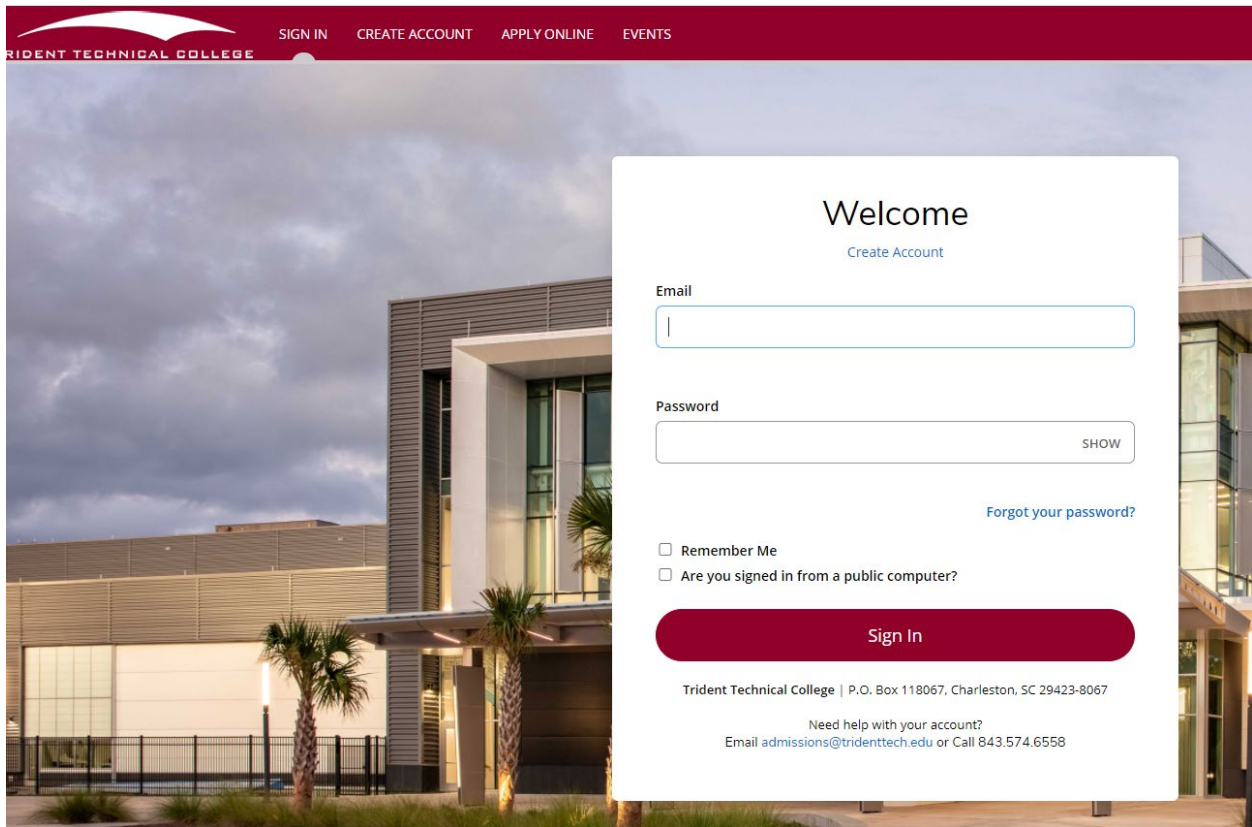 RIDENT TECHNICAL COLLEGE
SIGN IN CREATE ACCOUNT APPLY ONLINE EVENTS
Welcome
Create Account
Email
Password
SHOW
Forgot your password?
Remember Me
Are you signed in from a public computer?
Sign In
Trident Technical College | P.O. Box 118067, Charleston, SC 29423-8067
Need help with your account?
Email admissions@tridenttech.edu or Call 843.574.6558